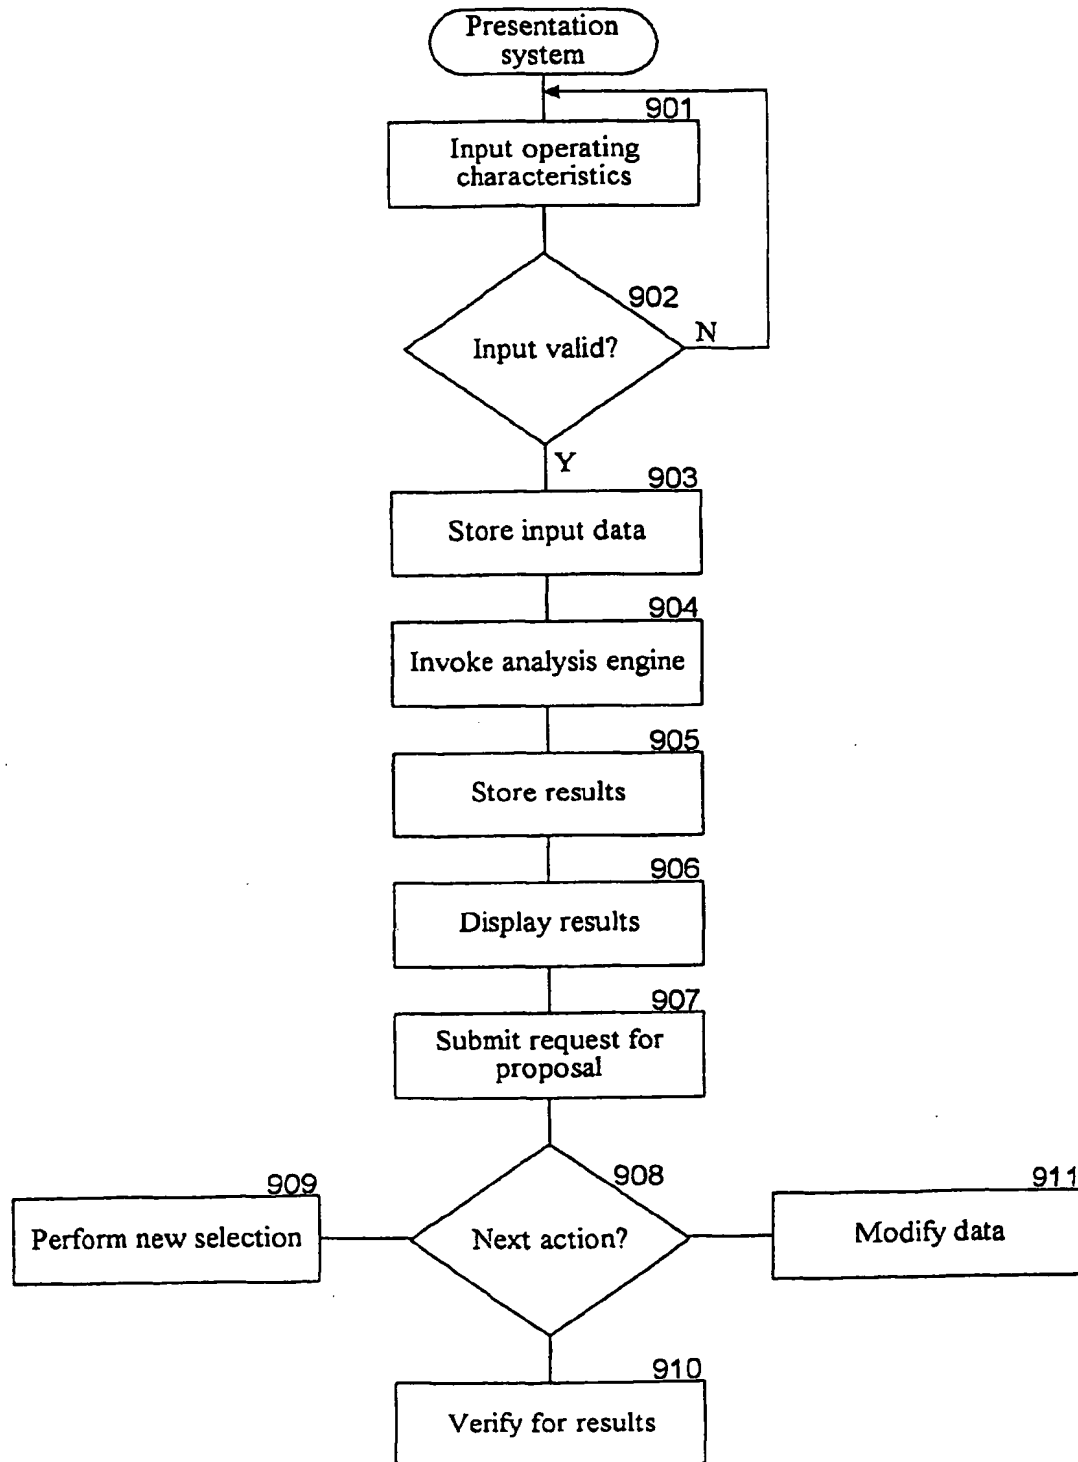 Presentation
system
901
Input operating
characteristics
902
Input valid?
N
Y
903
Store input data
904
Invoke analysis engine
905
Store results
906
Display results
907
Submit request for
proposal
908
Next action?
909
Perform new selection
911
Modify data
910
Verify for results